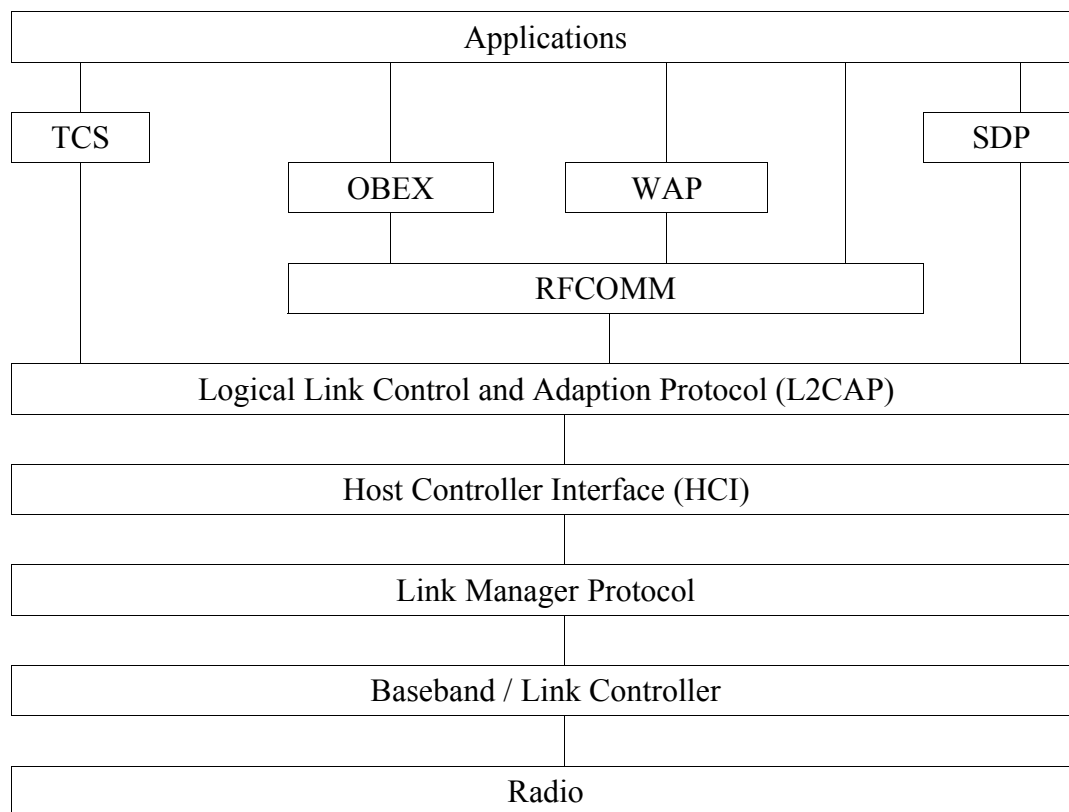 Applications
TCS
SDP
OBEX
WAP
RFCOMM
Logical Link Control and Adaption Protocol (L2CAP)
Host Controller Interface (HCI)
Link Manager Protocol
Baseband / Link Controller
Radio